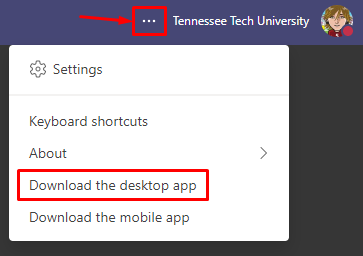 ... Tennessee Tech University
Settings
Keyboard shortcuts
About
Download the desktop app
Download the mobile app